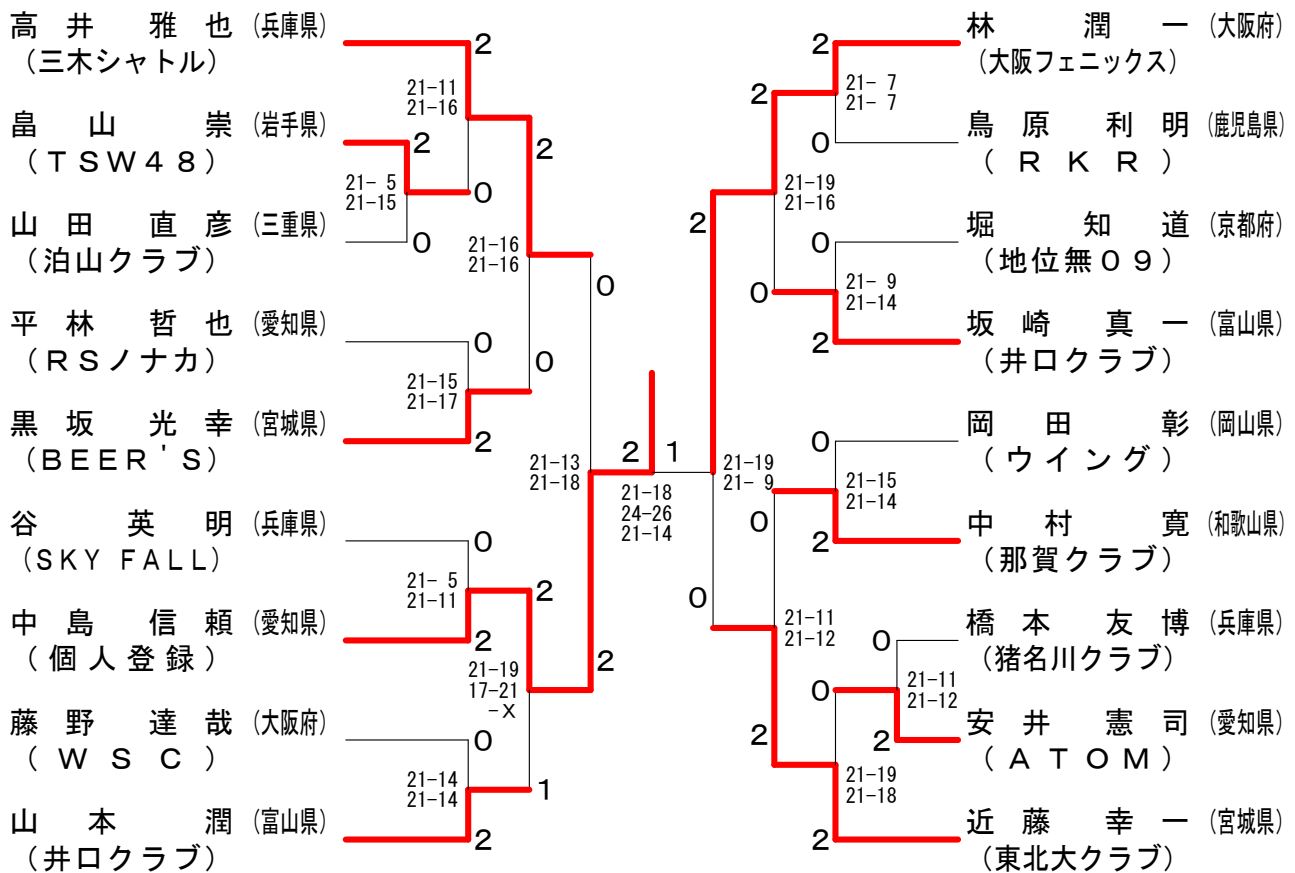 高井 雅也 (兵庫県)
(三木シャトル)
畠山 崇 (岩手県)
(TSW48)
山田 直彦 (三重県)
(泊山クラブ)
平林 哲也 (愛知県)
(RSノナカ)
黒坂 光幸 (宮城県)
(BEER'S)
谷 英明 (兵庫県)
(SKY FALL)
中島 信頼 (愛知県)
(個人登録)
藤野 達哉 (大阪府)
(WSC)
山本 潤 (富山県)
(井口クラブ)
2
21-11
21-16
2
21-5
21-15
0
0
2
21-16
21-16
0
0
21-15
21-17
2
0
21-13
21-18
0
21-5
21-11
2
2
21-19
17-21
-X
2
0
21-14
21-14
1
2
2
1
21-18
24-26
21-14
林 潤一 (大阪府)
(大阪フェニックス)
鳥原 利明 (鹿児島県)
(RKR)
堀 知道 (京都府)
(地位無09)
坂崎 真一 (富山県)
(井口クラブ)
岡田 彰 (岡山県)
(ウイング)
中村 寛 (和歌山県)
(那賀クラブ)
橋本 友博 (兵庫県)
(猪名川クラブ)
安井 憲司 (愛知県)
(ATOM)
近藤 幸一 (宮城県)
(東北大クラブ)
2
21-7
21-7
2
0
21-19
21-16
2
0
21-9
21-14
0
2
21-19
21-9
0
21-15
21-14
0
2
0
21-11
21-12
0
21-11
21-12
0
2
2
21-19
21-18
2